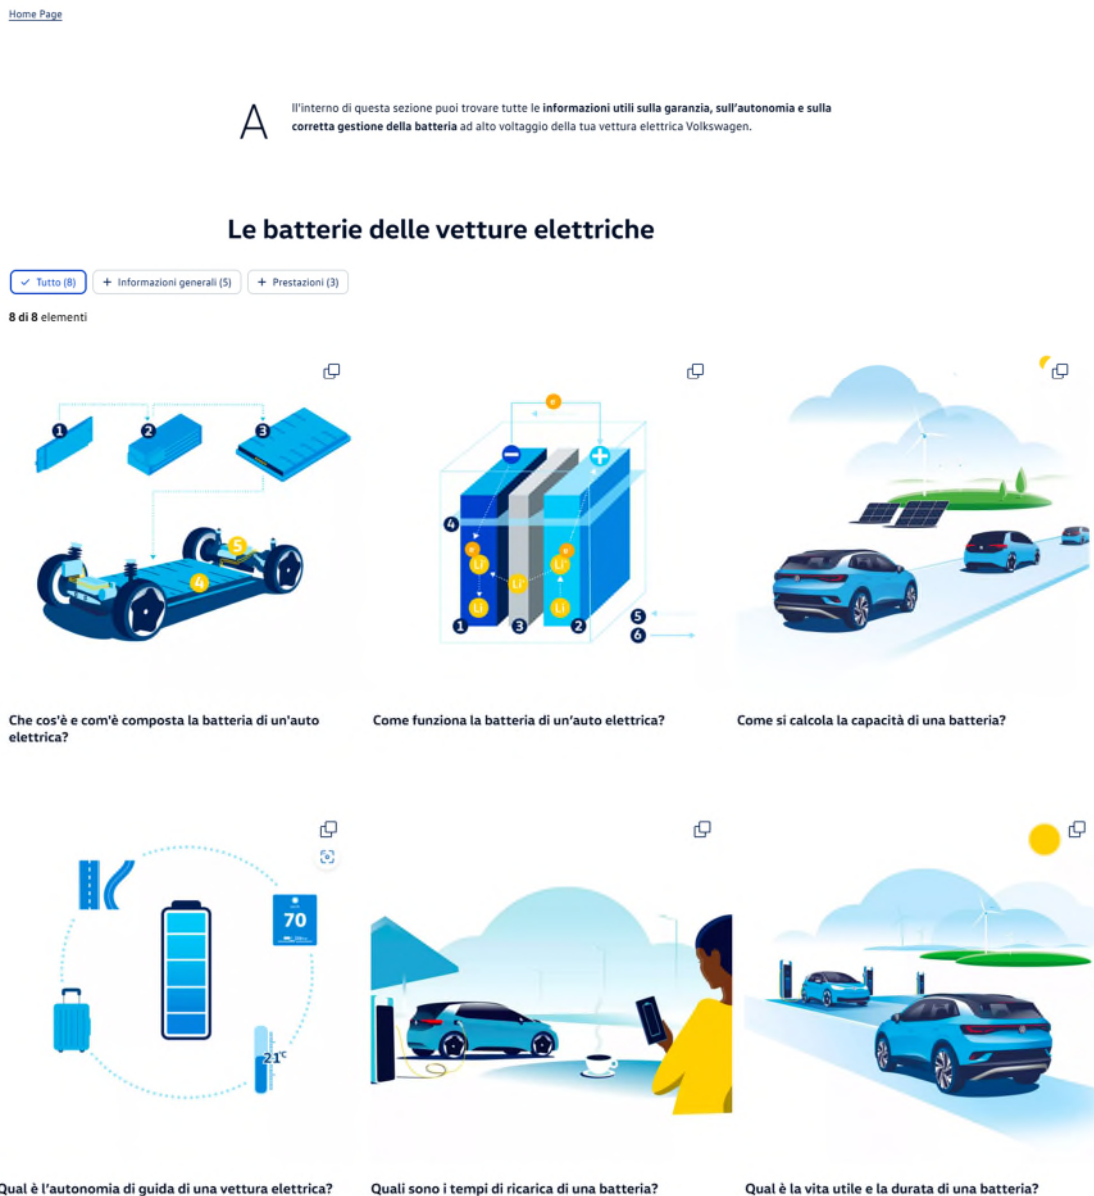 Home Page
A
ll'interno di questa sezione puoi trovare tutte le informazioni utili sulla garanzia, sull'autonomia e sulla
corretta gestione della batteria ad alto voltaggio della tua vettura elettrica Volkswagen.
Le batterie delle vetture elettriche
Tutto (8)
Informazioni generali (5)
Prestazioni (3)
8 di 8 elementi
1
2
3
4
5
e
4
e
Li
Li
Li
Li
1
3
2
5
6
Che cos'è e com'è composta la batteria di un'auto
elettrica?
Come funziona la batteria di un'auto elettrica?
Come si calcola la capacità di una batteria?
70
21°C
Qual è l'autonomia di guida di una vettura elettrica?
Quali sono i tempi di ricarica di una batteria?
Qual è la vita utile e la durata di una batteria?